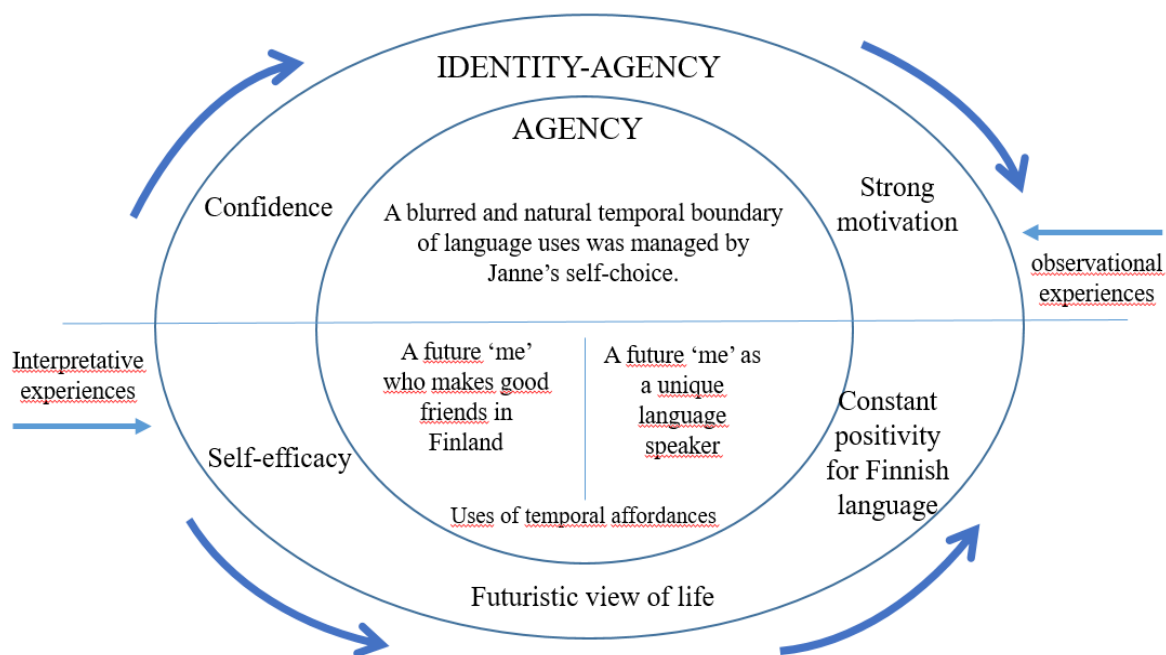 IDENTITY-AGENCY
AGENCY
Confidence
A blurred and natural temporal boundary
of language uses was managed by
Janne’s self-choice.
Strong
motivation
observational
experiences
Interpretative
experiences
A future ‘me’
who makes good
friends in
Finland
A future ‘me’ as
a unique
language
speaker
Constant
positivity
for Finnish
language
Self-efficacy
Uses of temporal affordances
Futuristic view of life